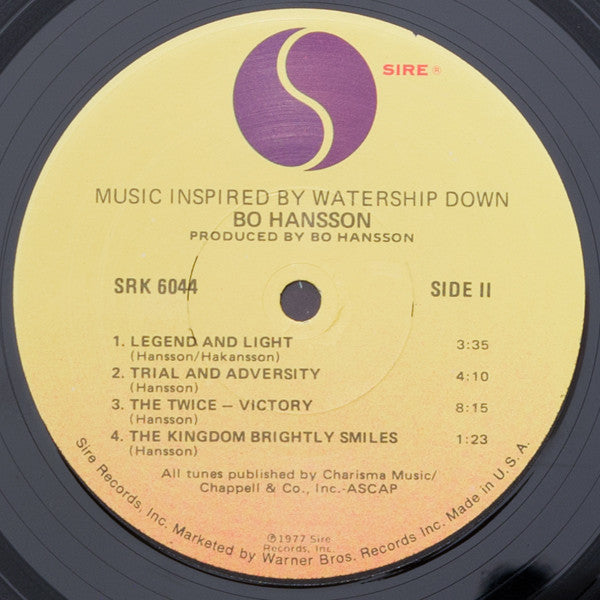 SIRE ®
MUSIC INSPIRED BY WATERSHIP DOWN
BO HANSSON
PRODUCED BY BO HANSSON
SRK 6044
SIDE II
1. LEGEND AND LIGHT 3:35
(Hansson/Hakansson)
2. TRIAL AND ADVERSITY 4:10
(Hansson)
3. THE TWICE – VICTORY 8:15
(Hansson)
4. THE KINGDOM BRIGHTLY SMILES 1:23
(Hansson)
All tunes published by Charisma Music/
Chappell & Co., Inc.-ASCAP
℗1977 Sire
Records, Inc.
Sire Records, Inc. Marketed by Warner Bros. Records Inc. Made in U.S.A.